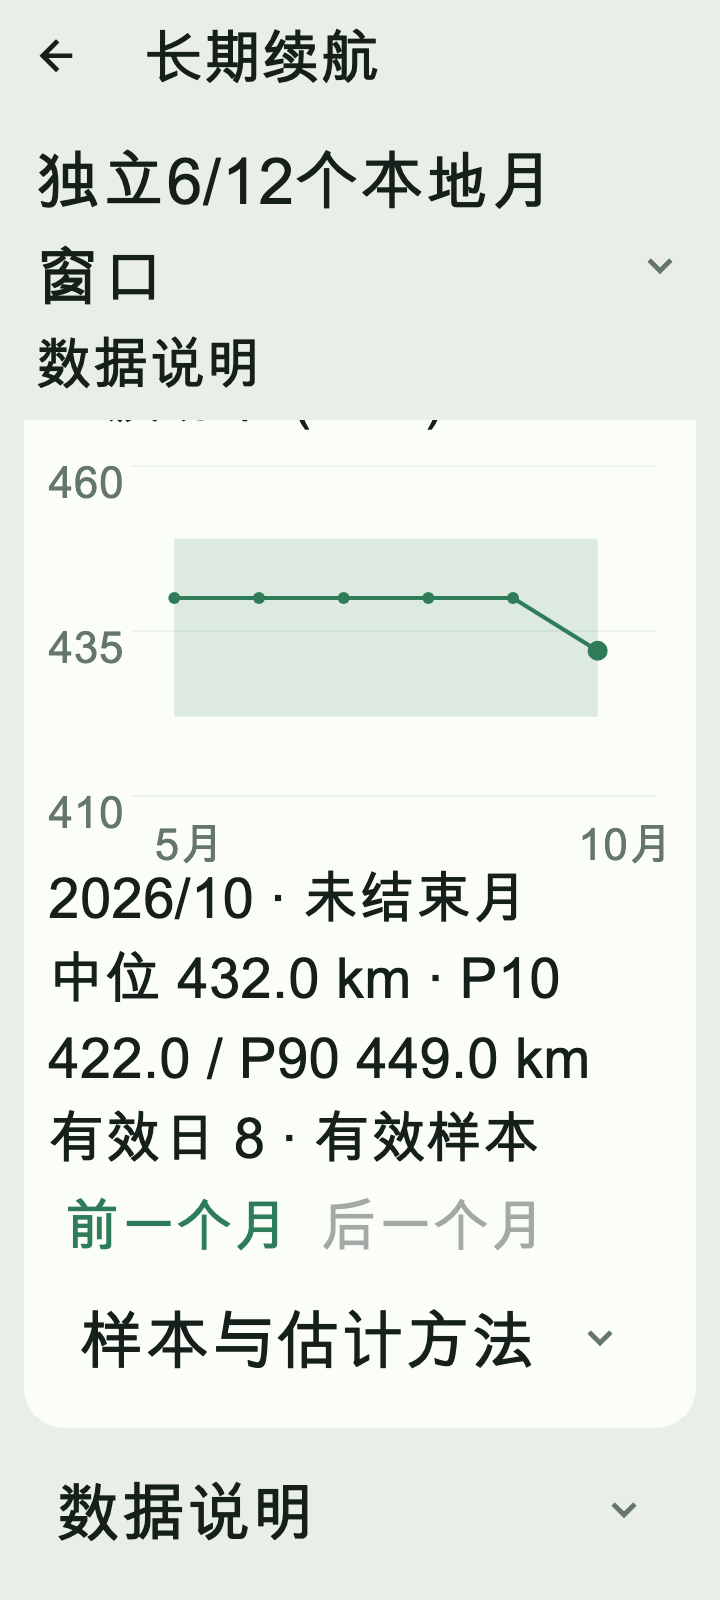 长期续航
独立6/12个本地月
窗口
数据说明
460
435
410
5月 10月
2026/10 · 未结束月
中位 432.0 km · P10
422.0 / P90 449.0 km
有效日 8 · 有效样本
前一个月 后一个月
样本与估计方法
数据说明